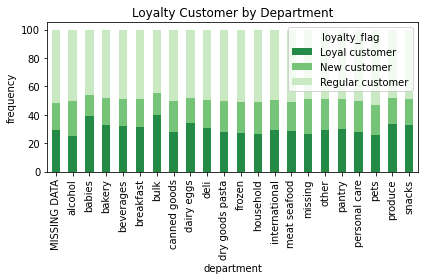 Loyalty Customer by Department
loyalty_flag
Loyal customer
New customer
Regular customer
frequency
100
80
60
40
20
0
MISSING DATA
alcohol
babies
bakery
beverages
breakfast
bulk
canned goods
dairy eggs
deli
dry goods pasta
frozen
household
international
meat seafood
missing
other
pantry
personal care
pets
produce
snacks
department